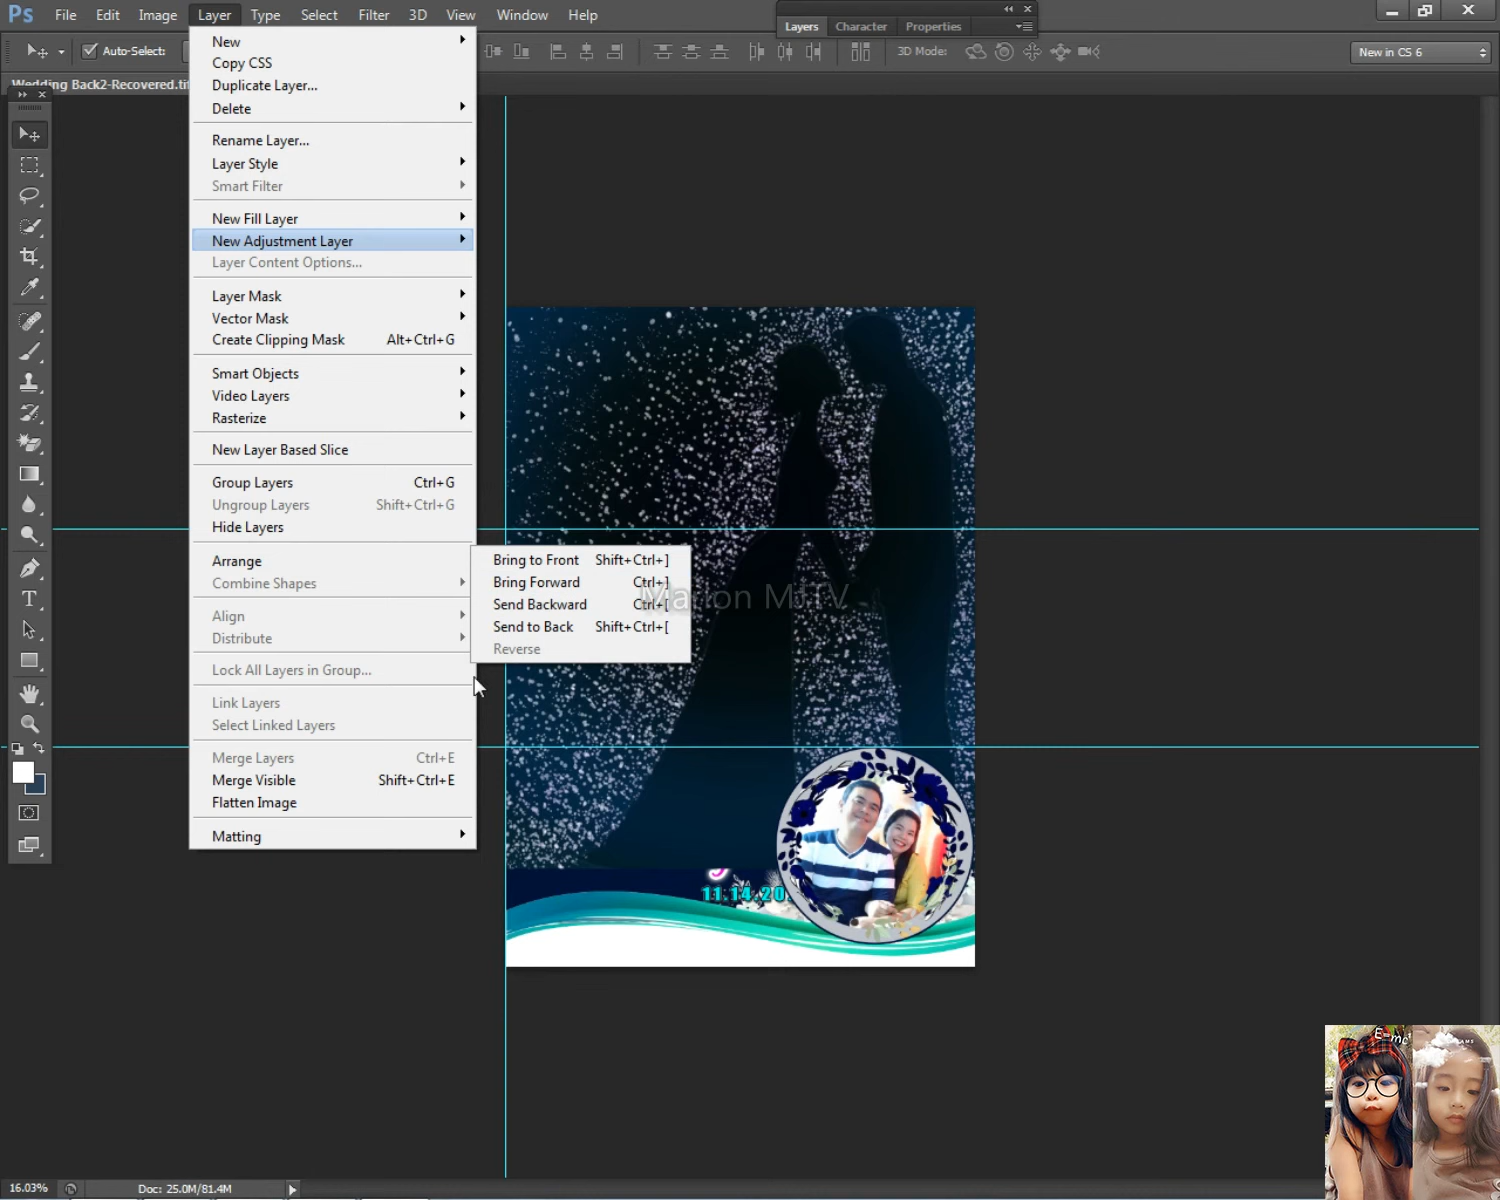 Ps File Edit Image Layer Type Select Filter 3D View Window Help
Layers Character Properties
Auto-Select:
3D Mode:
New in CS 6
Wedding Back2-Recovered.tif
New
Copy CSS
Duplicate Layer...
Delete
Rename Layer...
Layer Style
Smart Filter
New Fill Layer
New Adjustment Layer
Layer Content Options...
Layer Mask
Vector Mask
Create Clipping Mask Alt+Ctrl+G
Smart Objects
Video Layers
Rasterize
New Layer Based Slice
Group Layers Ctrl+G
Ungroup Layers Shift+Ctrl+G
Hide Layers
Arrange
Combine Shapes
Align
Distribute
Lock All Layers in Group...
Link Layers
Select Linked Layers
Merge Layers Ctrl+E
Merge Visible Shift+Ctrl+E
Flatten Image
Matting
Bring to Front Shift+Ctrl+]
Bring Forward Ctrl+]
Send Backward Ctrl+[
Send to Back Shift+Ctrl+[
Reverse
11.14.20
E=mc²
16.03%
Doc: 25.0M/81.4M